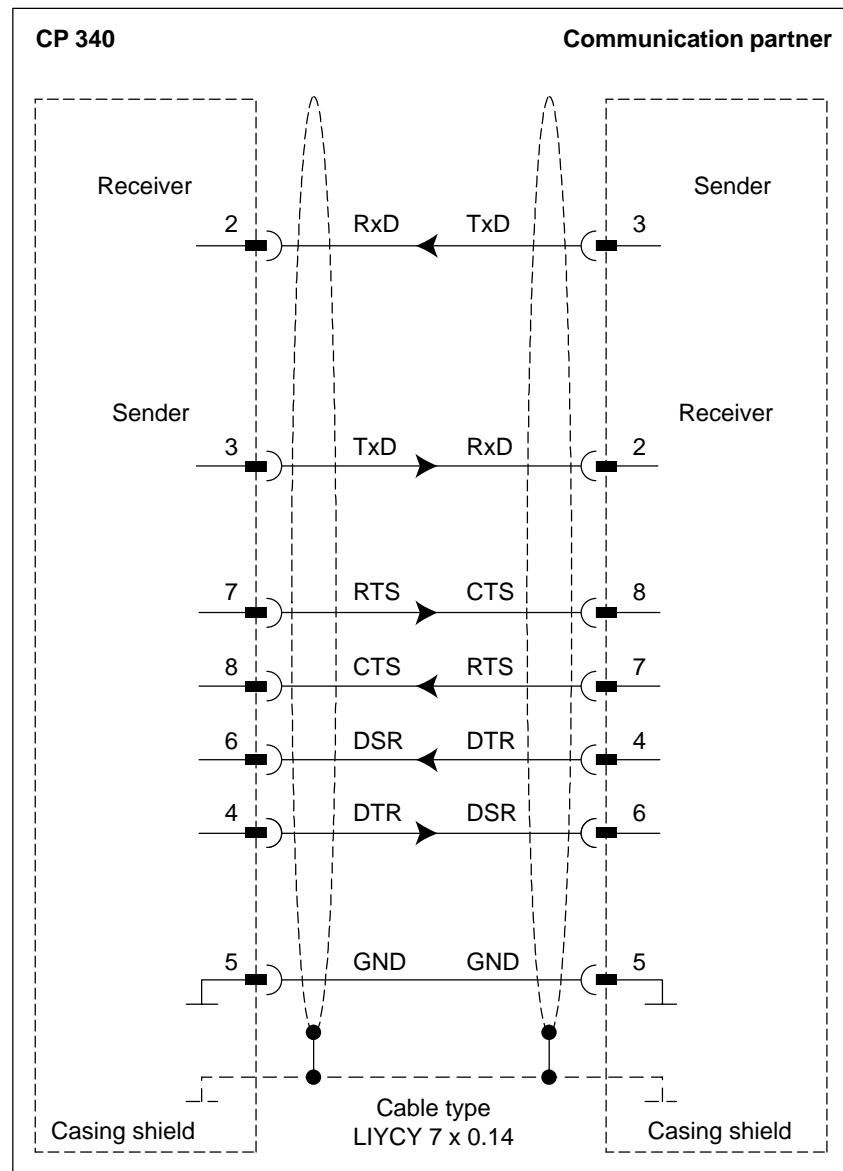 CP 340 Communication partner
Receiver Sender
2 RxD TxD 3
Sender Receiver
3 TxD RxD 2
7 RTS CTS 8
8 CTS RTS 7
6 DSR DTR 4
4 DTR DSR 6
5 GND GND 5
Cable type
Casing shield LIYCY 7 x 0.14 Casing shield